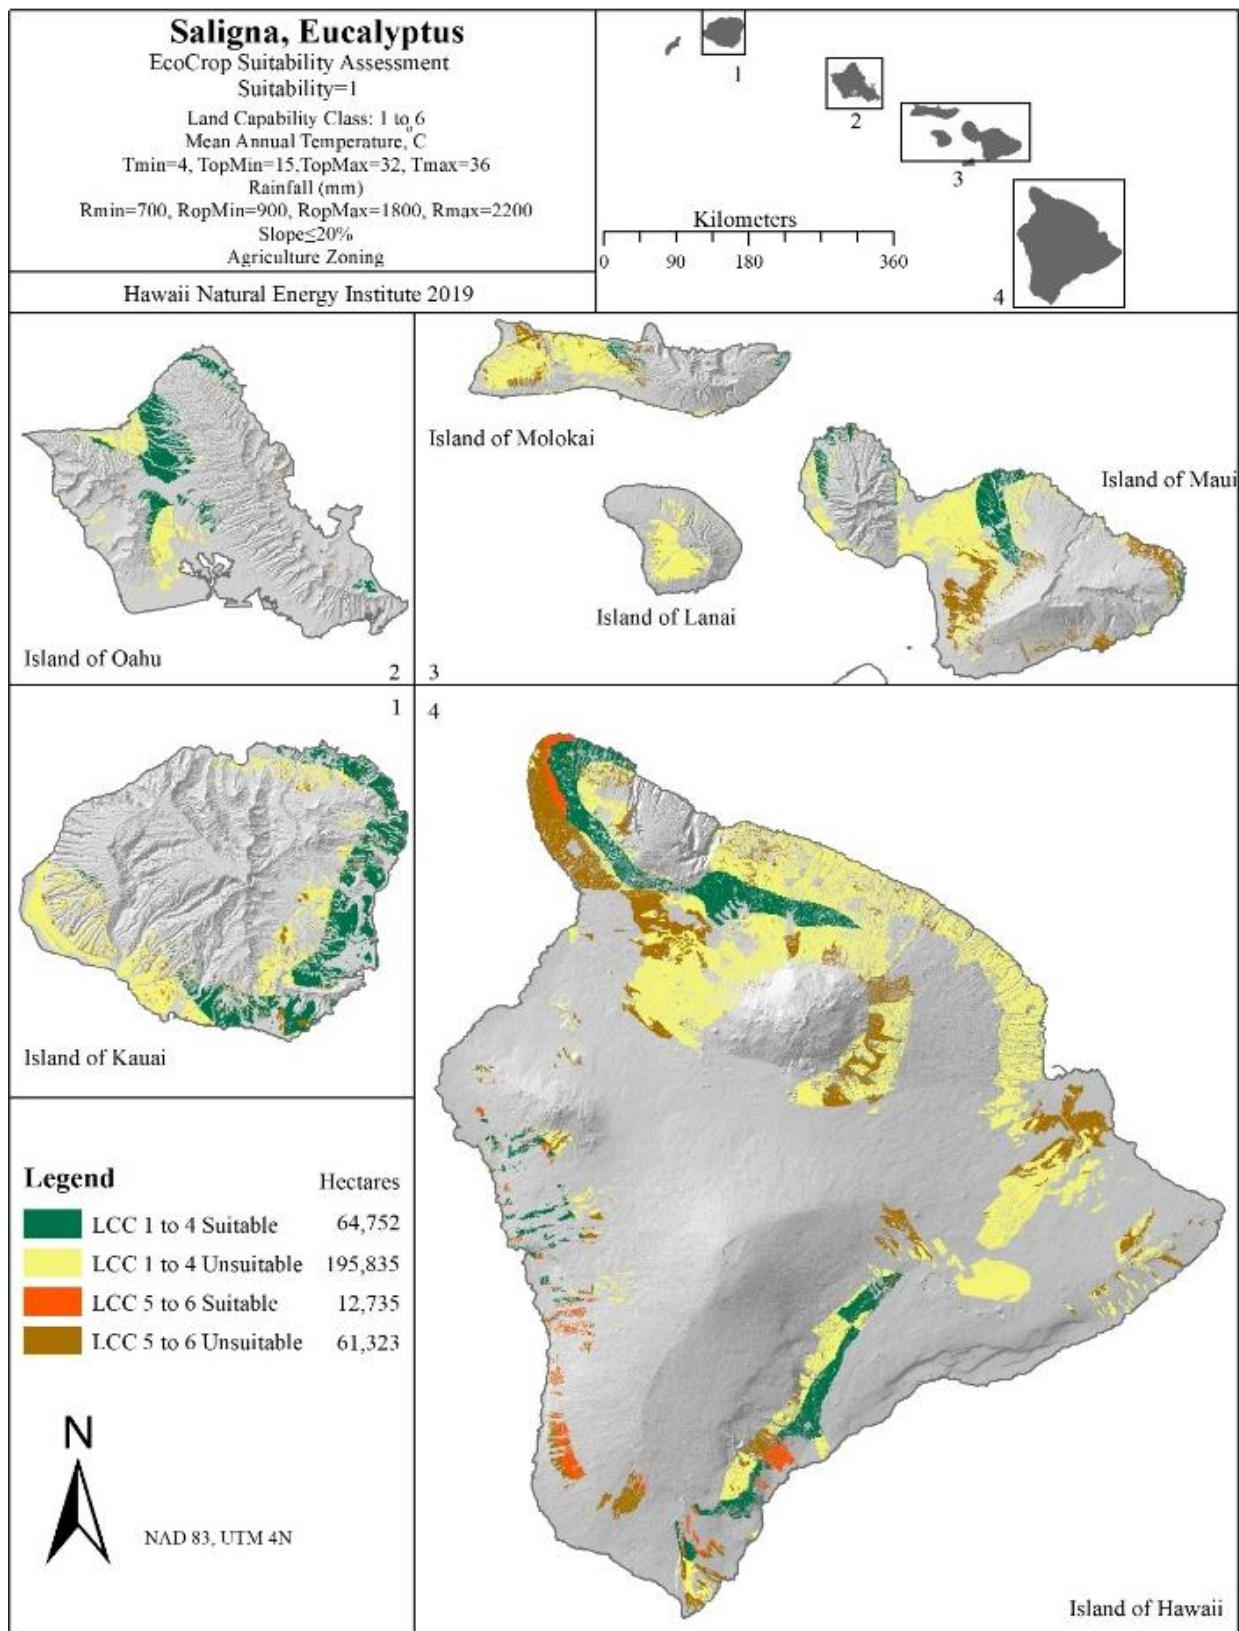 Saligna, Eucalyptus
EcoCrop Suitability Assessment
Suitability=1
Land Capability Class: 1 to 6
Mean Annual Temperature, °C
Tmin=4, TopMin=15,TopMax=32, Tmax=36
Rainfall (mm)
Rmin=700, RopMin=900, RopMax=1800, Rmax=2200
Slope≤20%
Agriculture Zoning
Hawaii Natural Energy Institute 2019
1
2
3
4
Kilometers
0 90 180 360
Island of Oahu
2
Island of Molokai
Island of Maui
Island of Lanai
3
1
Island of Kauai
4
Island of Hawaii
Legend Hectares
LCC 1 to 4 Suitable 64,752
LCC 1 to 4 Unsuitable 195,835
LCC 5 to 6 Suitable 12,735
LCC 5 to 6 Unsuitable 61,323
N
NAD 83, UTM 4N